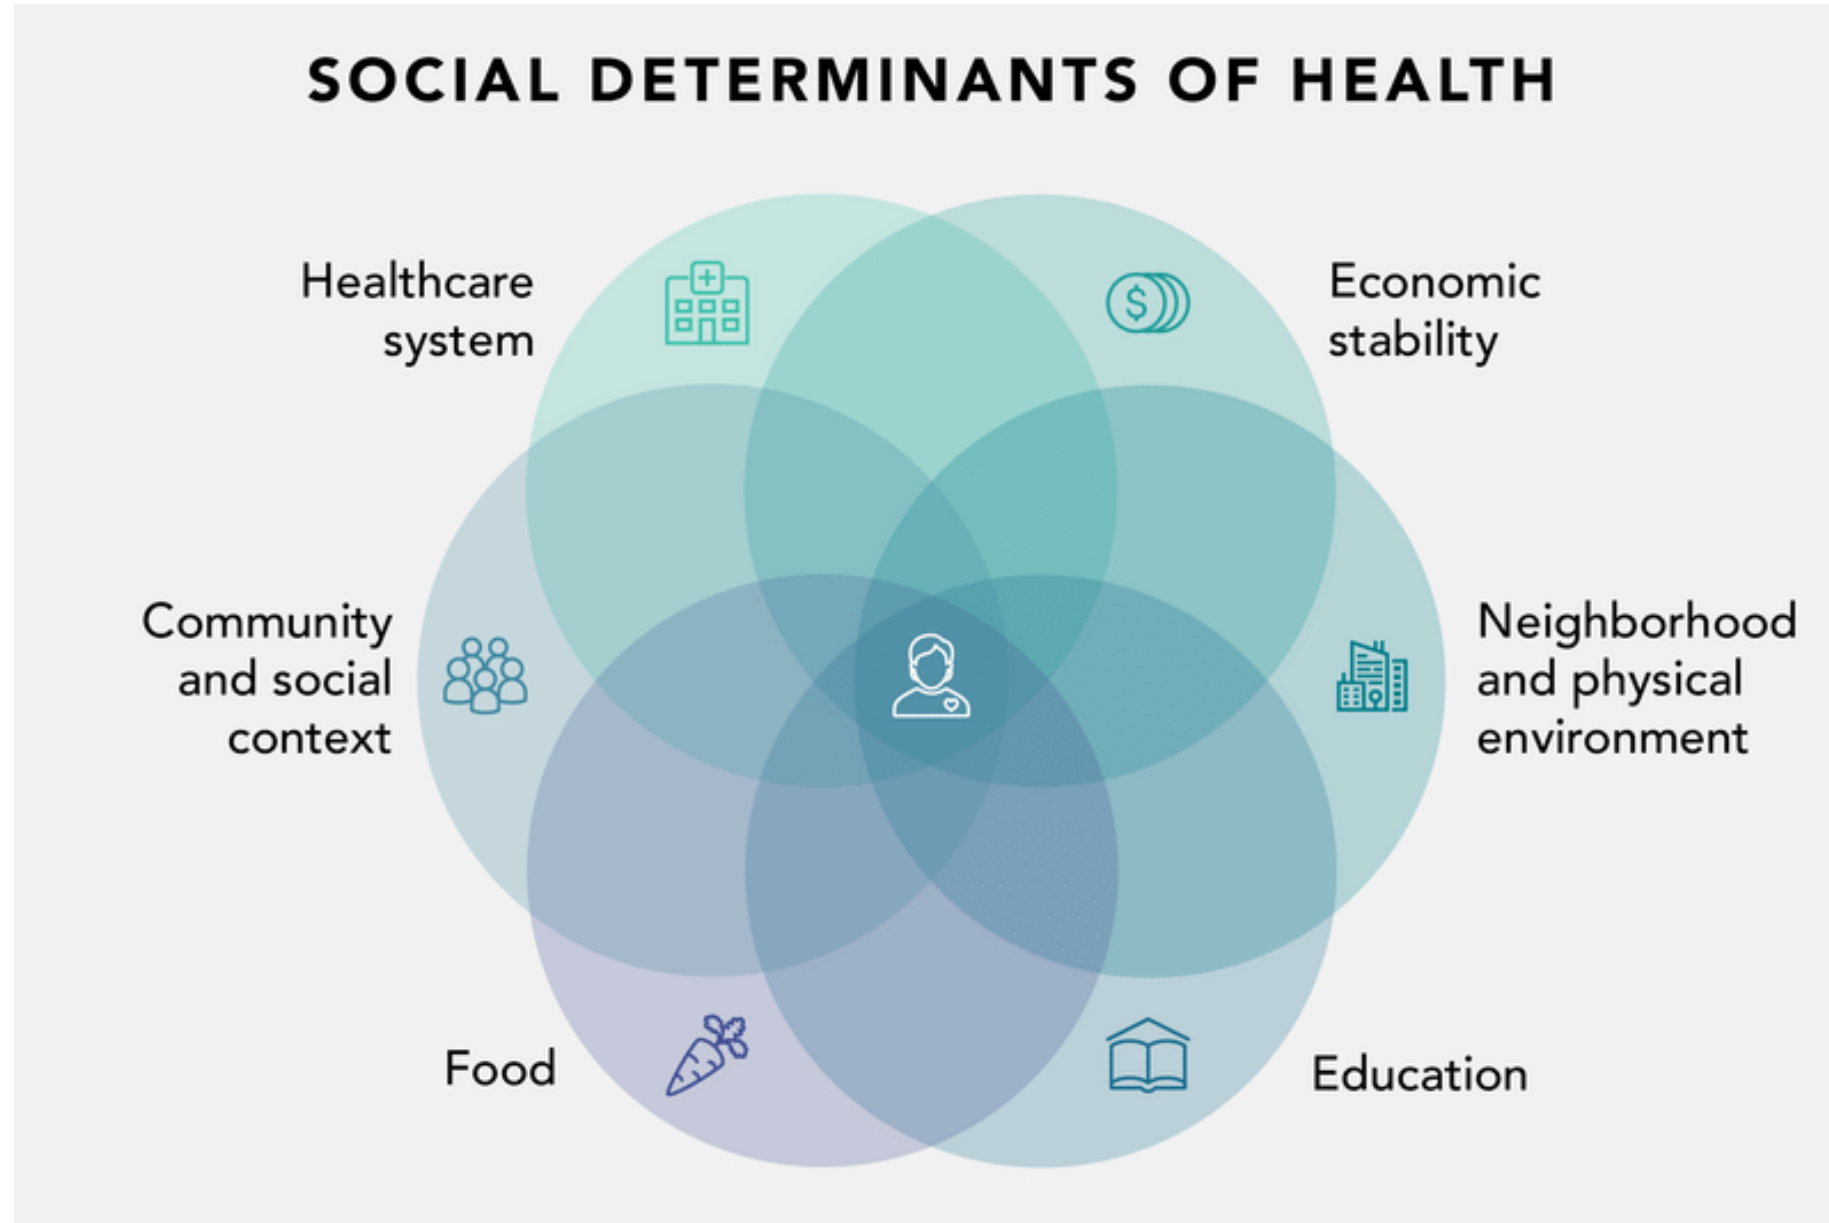 SOCIAL DETERMINANTS OF HEALTH
Healthcare
system
$
Economic
stability
Community
and social
context
Neighborhood
and physical
environment
Food
Education